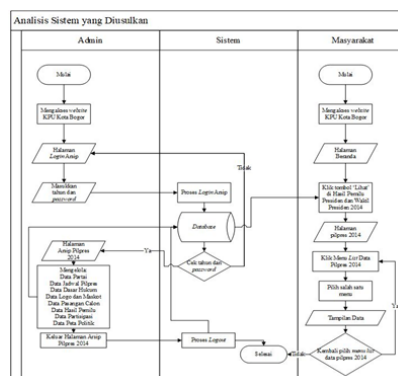 Analisis Sistem yang Diusulkan
Admin
Sistem
Masyarakat
Mulai
Mengakses website
KPU Kota Bogor
Halaman
Login Arsip
Masukkan
tahun dan
password
Proses Login Arsip
Database
Cek tahun dan
password
Ya
Tidak
Halaman
Arsip Pilpres
2014
Mengelola
Data Partai
Data Jadwal Pilpres
Data Dasar Hukum
Data Logo dan Maskot
Data Pasangan Calon
Data Hasil Pemilu
Data Partisipasi
Data Peta Politik
Keluar Halaman Arsip
Pilpres 2014
Proses Logout
Selesai
Mulai
Mengakses website
KPU Kota Bogor
Halaman
Beranda
Klik tombol "Lihat"
di Hasil Pemilu
Presiden dan Wakil
Presiden 2014
Halaman
pilpres 2014
Klik Menu List Data
Pilpres 2014
Pilih salah satu
menu
Tampilan Data
Kembali pilih menu list
data pilpres 2014
Tidak
Ya